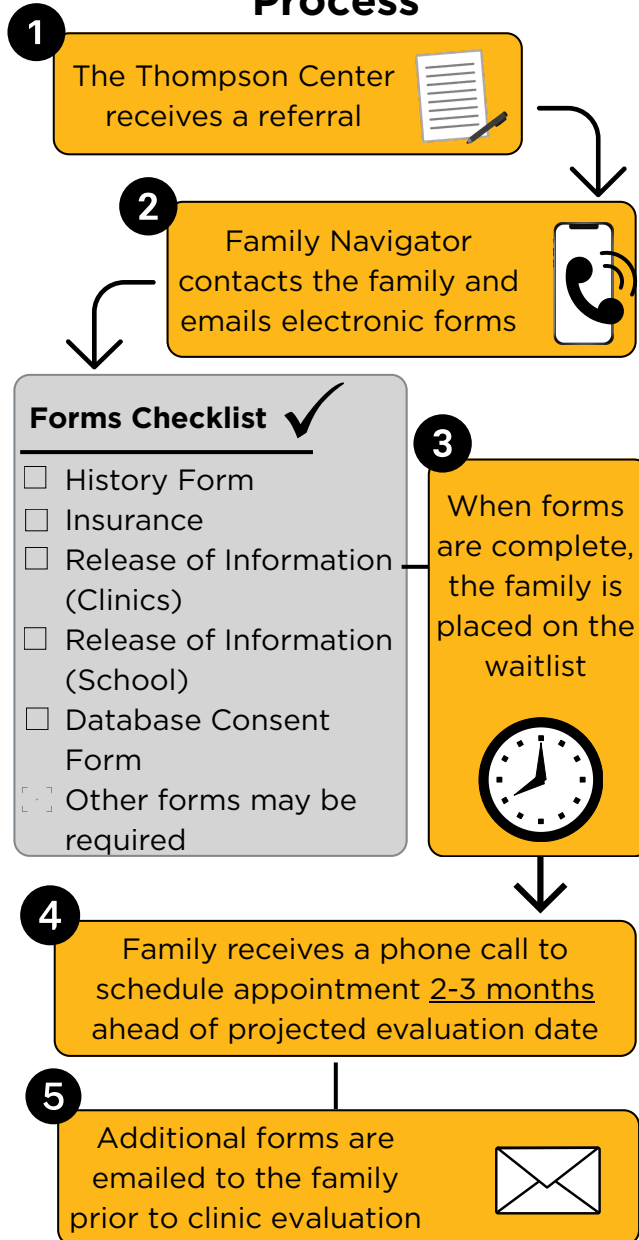 Process
1
The Thompson Center
receives a referral
2
Family Navigator
contacts the family and
emails electronic forms
Forms Checklist
History Form
Insurance
Release of Information
(Clinics)
Release of Information
(School)
Database Consent
Form
Other forms may be
required
3
When forms
are complete,
the family is
placed on the
waitlist
4
Family receives a phone call to
schedule appointment 2-3 months
ahead of projected evaluation date
5
Additional forms are
emailed to the family
prior to clinic evaluation